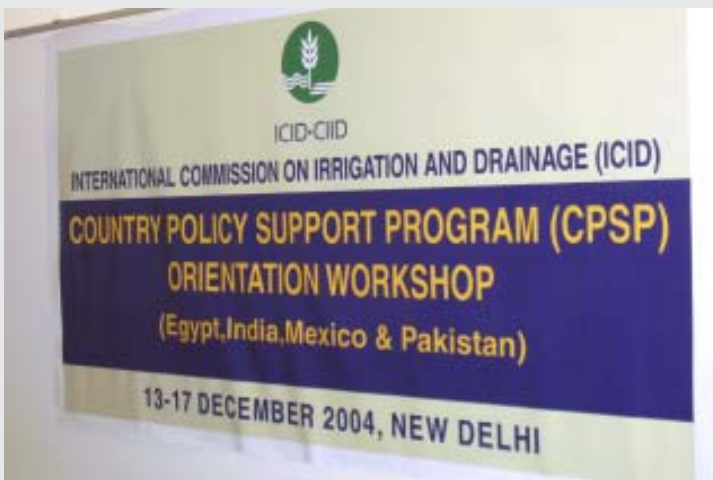 ICID•CIID
INTERNATIONAL COMMISSION ON IRRIGATION AND DRAINAGE (ICID)
COUNTRY POLICY SUPPORT PROGRAM (CPSP)
ORIENTATION WORKSHOP
(Egypt,India,Mexico & Pakistan)
13-17 DECEMBER 2004, NEW DELHI